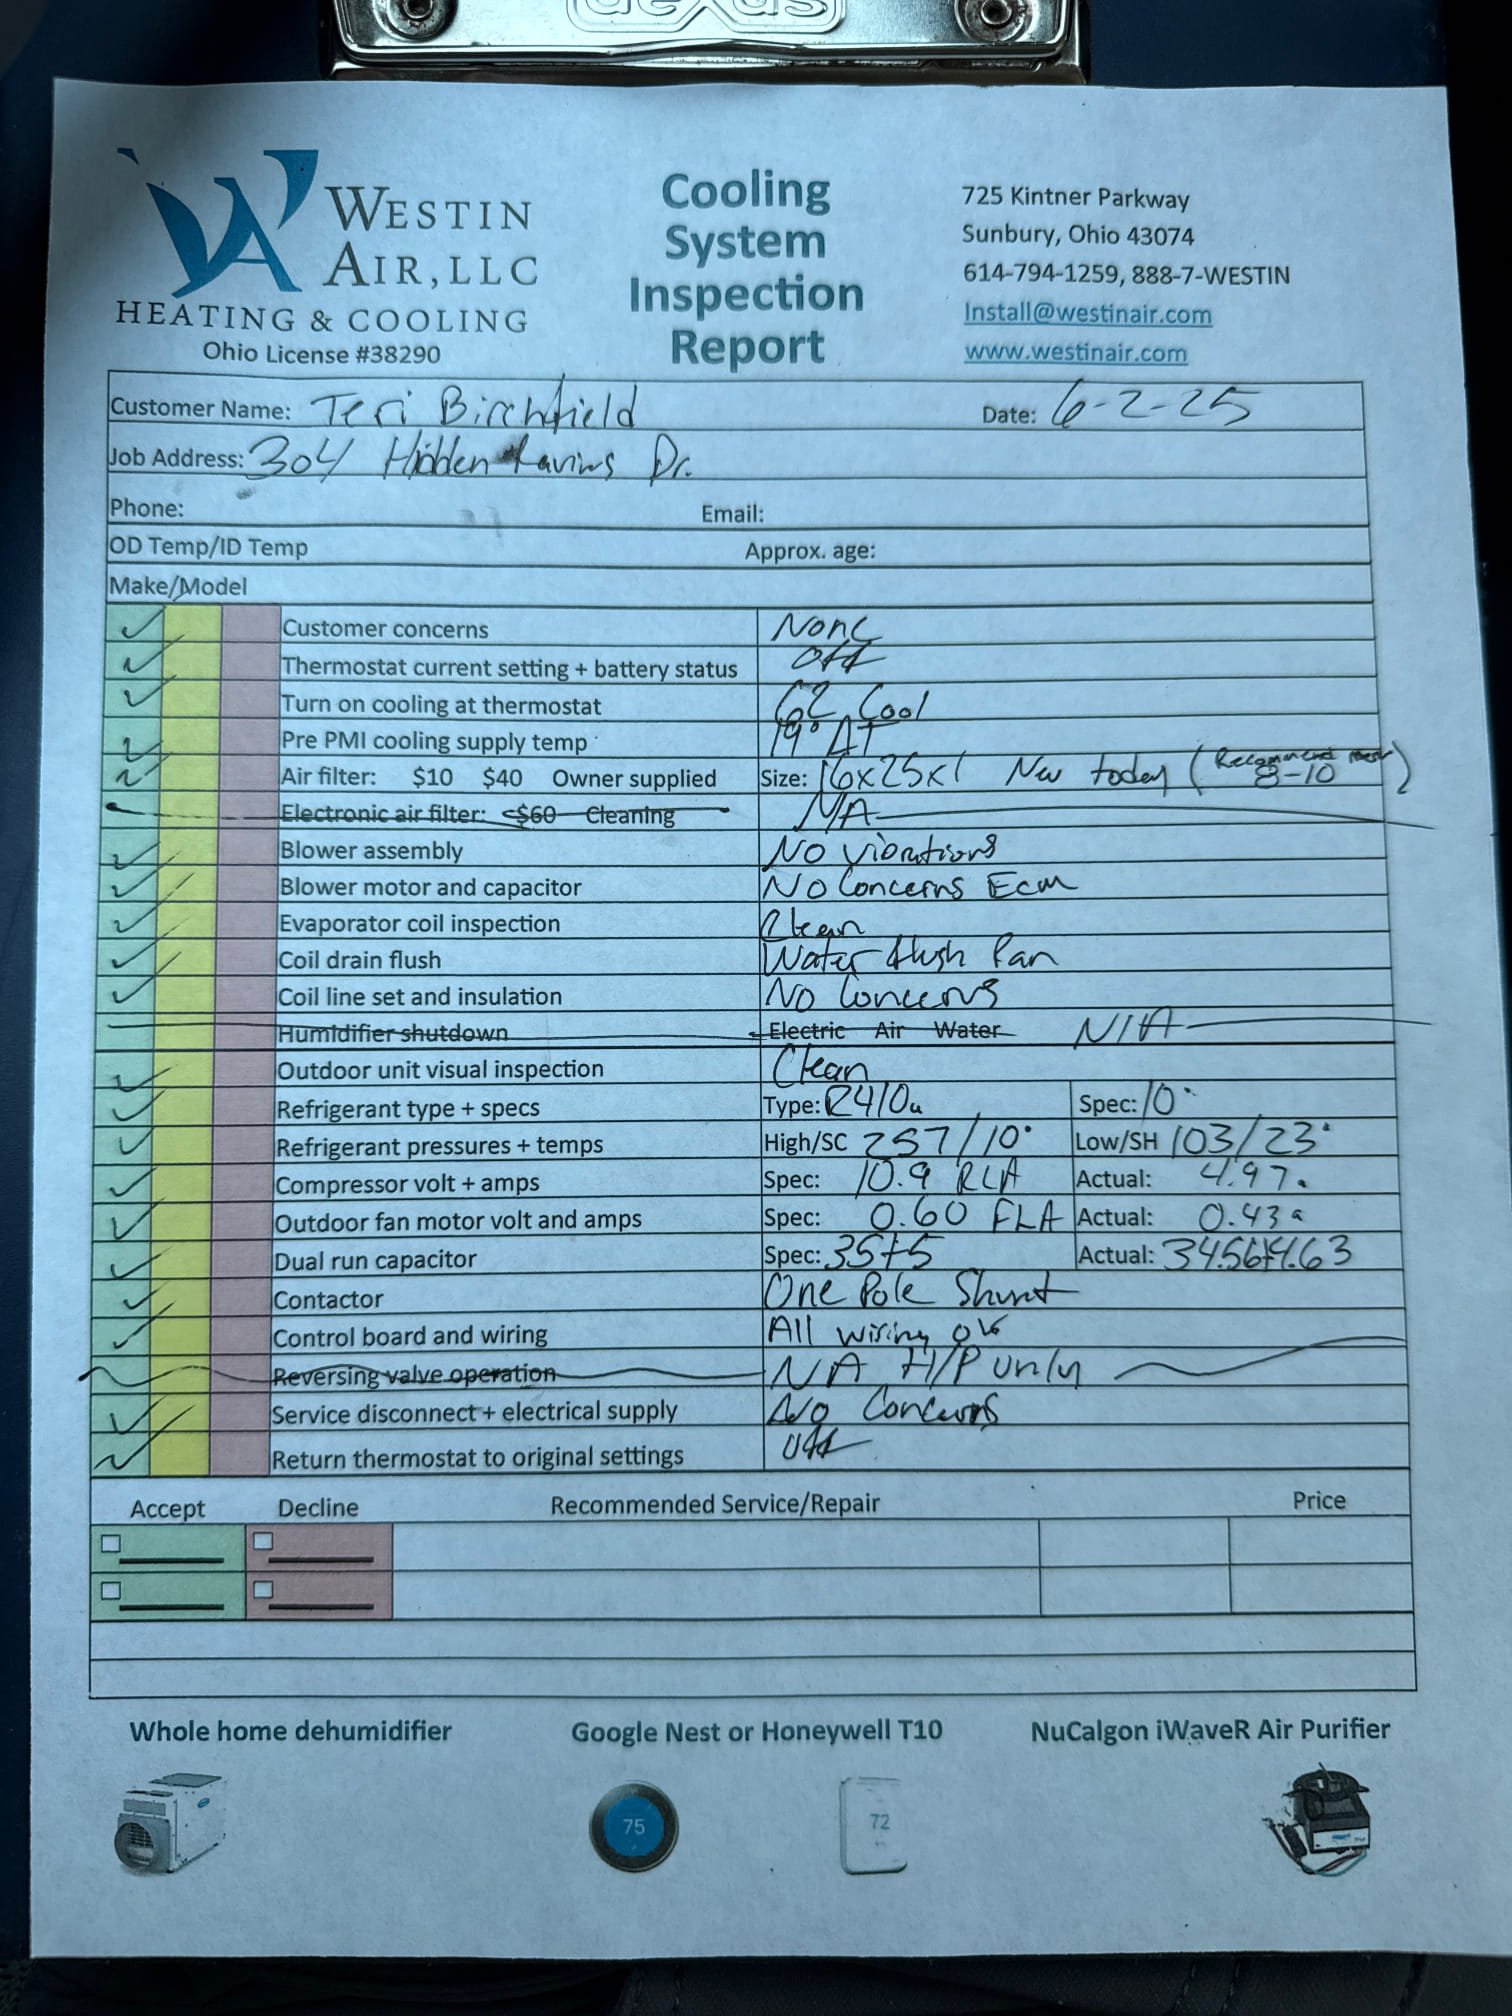 dexas
WESTIN
AIR, LLC
HEATING & COOLING
Ohio License #38290
Cooling
System
Inspection
Report
725 Kintner Parkway
Sunbury, Ohio 43074
614-794-1259, 888-7-WESTIN
Install@westinair.com
www.westinair.com
Customer Name: Teri Birchfield Date: 6-2-25
Job Address: 304 Hidden Ravins Dr.
Phone: Email:
OD Temp/ID Temp Approx. age:
Make/Model
Customer concerns None
Thermostat current setting + battery status Off
Turn on cooling at thermostat 62 Cool
Pre PMI cooling supply temp 19° ΔT
Air filter: $10 $40 Owner supplied Size: 16x25x1 New today (Recommend merv 8-10)
Electronic air filter: $60 Cleaning N/A
Blower assembly No vibrations
Blower motor and capacitor No Concerns Ecm
Evaporator coil inspection Clean
Coil drain flush Water flush Pan
Coil line set and insulation No Concerns
Humidifier shutdown Electric Air Water N/A
Outdoor unit visual inspection Clean
Refrigerant type + specs Type: R410a Spec: 10°
Refrigerant pressures + temps High/SC 257/10° Low/SH 103/23°
Compressor volt + amps Spec: 10.9 RLA Actual: 4.97a
Outdoor fan motor volt and amps Spec: 0.60 FLA Actual: 0.43a
Dual run capacitor Spec: 35+5 Actual: 34.56+4.63
Contactor One Pole Shunt
Control board and wiring All wiring ok
Reversing valve operation NA H/P only
Service disconnect + electrical supply No Concerns
Return thermostat to original settings Off
Accept Decline Recommended Service/Repair Price
Whole home dehumidifier Google Nest or Honeywell T10 NuCalgon iWaveR Air Purifier
75
72